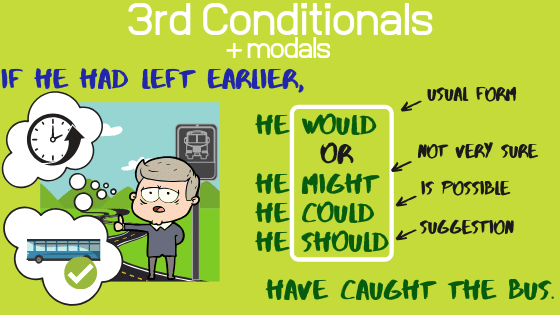 3rd Conditionals
+ modals
IF HE HAD LEFT EARLIER,
USUAL FORM
HE WOULD
OR
NOT VERY SURE
HE MIGHT
IS POSSIBLE
HE COULD
SUGGESTION
HE SHOULD
HAVE CAUGHT THE BUS.